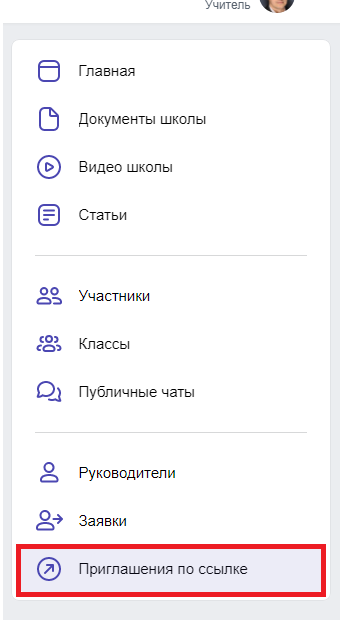 Учитель
Главная
Документы школы
Видео школы
Статьи
Участники
Классы
Публичные чаты
Руководители
Заявки
Приглашения по ссылке